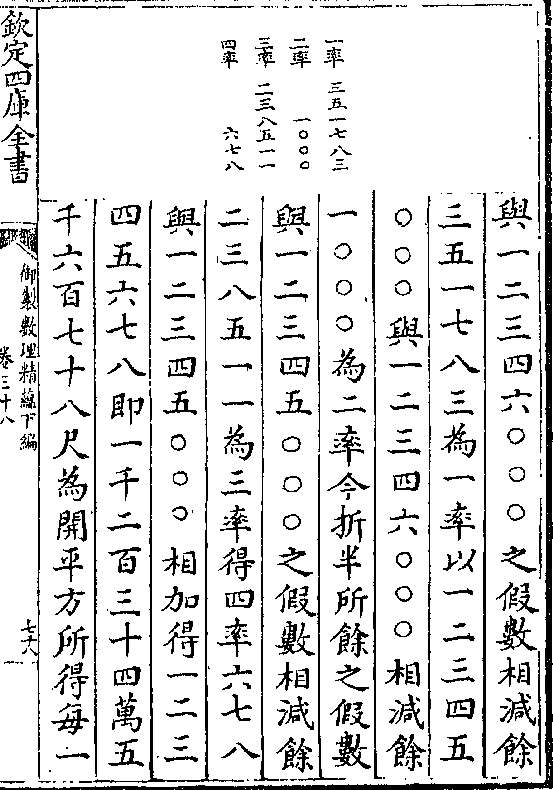 一率 三五一七八三
二率 一〇〇〇
三率 二三八五一一
四率 六七八
與一二三四六〇〇〇之假數相減餘
三五一七八三為一率以一二三四五
〇〇〇與一二三四六〇〇〇相減餘
一〇〇〇為二率今折半所餘之假數
與一二三四五〇〇〇之假數相減餘
二三八五一一為三率得四率六七八
與一二三四五〇〇〇相加得一二三
四五六七八即一千二百三十四萬五
千六百七十八尺為開平方所得每一
欽定四庫全書
御製數理精藴下編
卷三十八
七十八